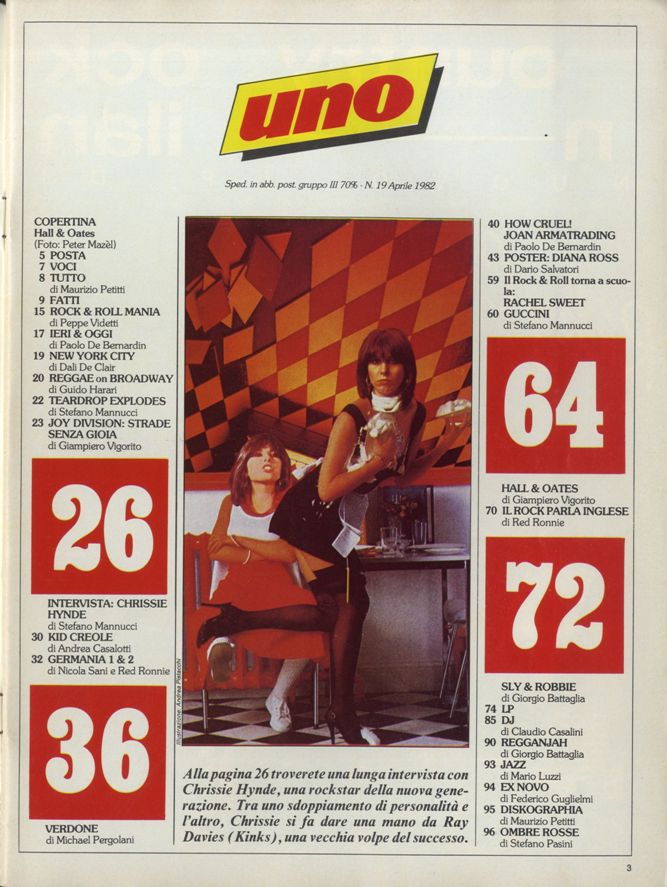 uno
Sped. in abb. post. gruppo III 70% - N. 19 Aprile 1982
COPERTINA
Hall & Oates
(Foto: Peter Mazèl)
5 POSTA
7 VOCI
8 TUTTO
di Maurizio Petitti
9 FATTI
15 ROCK & ROLL MANIA
di Peppe Videtti
17 IERI & OGGI
di Paolo De Bernardin
19 NEW YORK CITY
di Dali De Clair
20 REGGAE on BROADWAY
di Guido Harari
22 TEARDROP EXPLODES
di Stefano Mannucci
23 JOY DIVISION: STRADE
SENZA GIOIA
di Giampiero Vigorito
26
INTERVISTA: CHRISSIE
HYNDE
di Stefano Mannucci
30 KID CREOLE
di Andrea Casalotti
32 GERMANIA 1 & 2
di Nicola Sani e Red Ronnie
36
VERDONE
di Michael Pergolani
Illustrazione: Andrea Pistacchi
Alla pagina 26 troverete una lunga intervista con
Chrissie Hynde, una rockstar della nuova gene-
razione. Tra uno sdoppiamento di personalità e
l'altro, Chrissie si fa dare una mano da Ray
Davies (Kinks), una vecchia volpe del successo.
40 HOW CRUEL!
JOAN ARMATRADING
di Paolo De Bernardin
43 POSTER: DIANA ROSS
di Dario Salvatori
59 Il Rock & Roll torna a scuo-
la:
RACHEL SWEET
60 GUCCINI
di Stefano Mannucci
64
HALL & OATES
di Giampiero Vigorito
70 IL ROCK PARLA INGLESE
di Red Ronnie
72
SLY & ROBBIE
di Giorgio Battaglia
74 LP
85 DJ
di Claudio Casalini
90 REGGANJAH
di Giorgio Battaglia
93 JAZZ
di Mario Luzzi
94 EX NOVO
di Federico Guglielmi
95 DISKOGRAPHIA
di Maurizio Petitti
96 OMBRE ROSSE
di Stefano Pasini
3